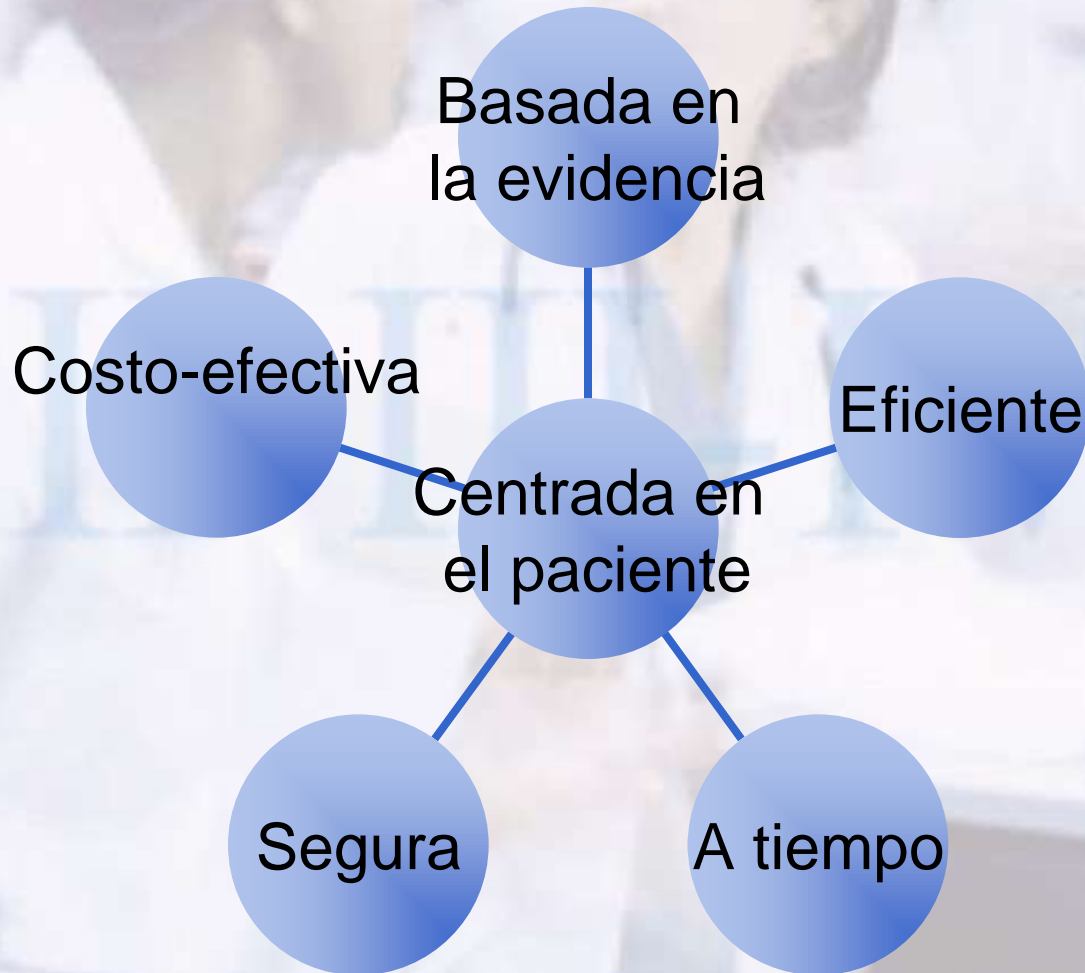 Basada en
la evidencia
Costo-efectiva
Eficiente
Centrada en
el paciente
Segura
A tiempo